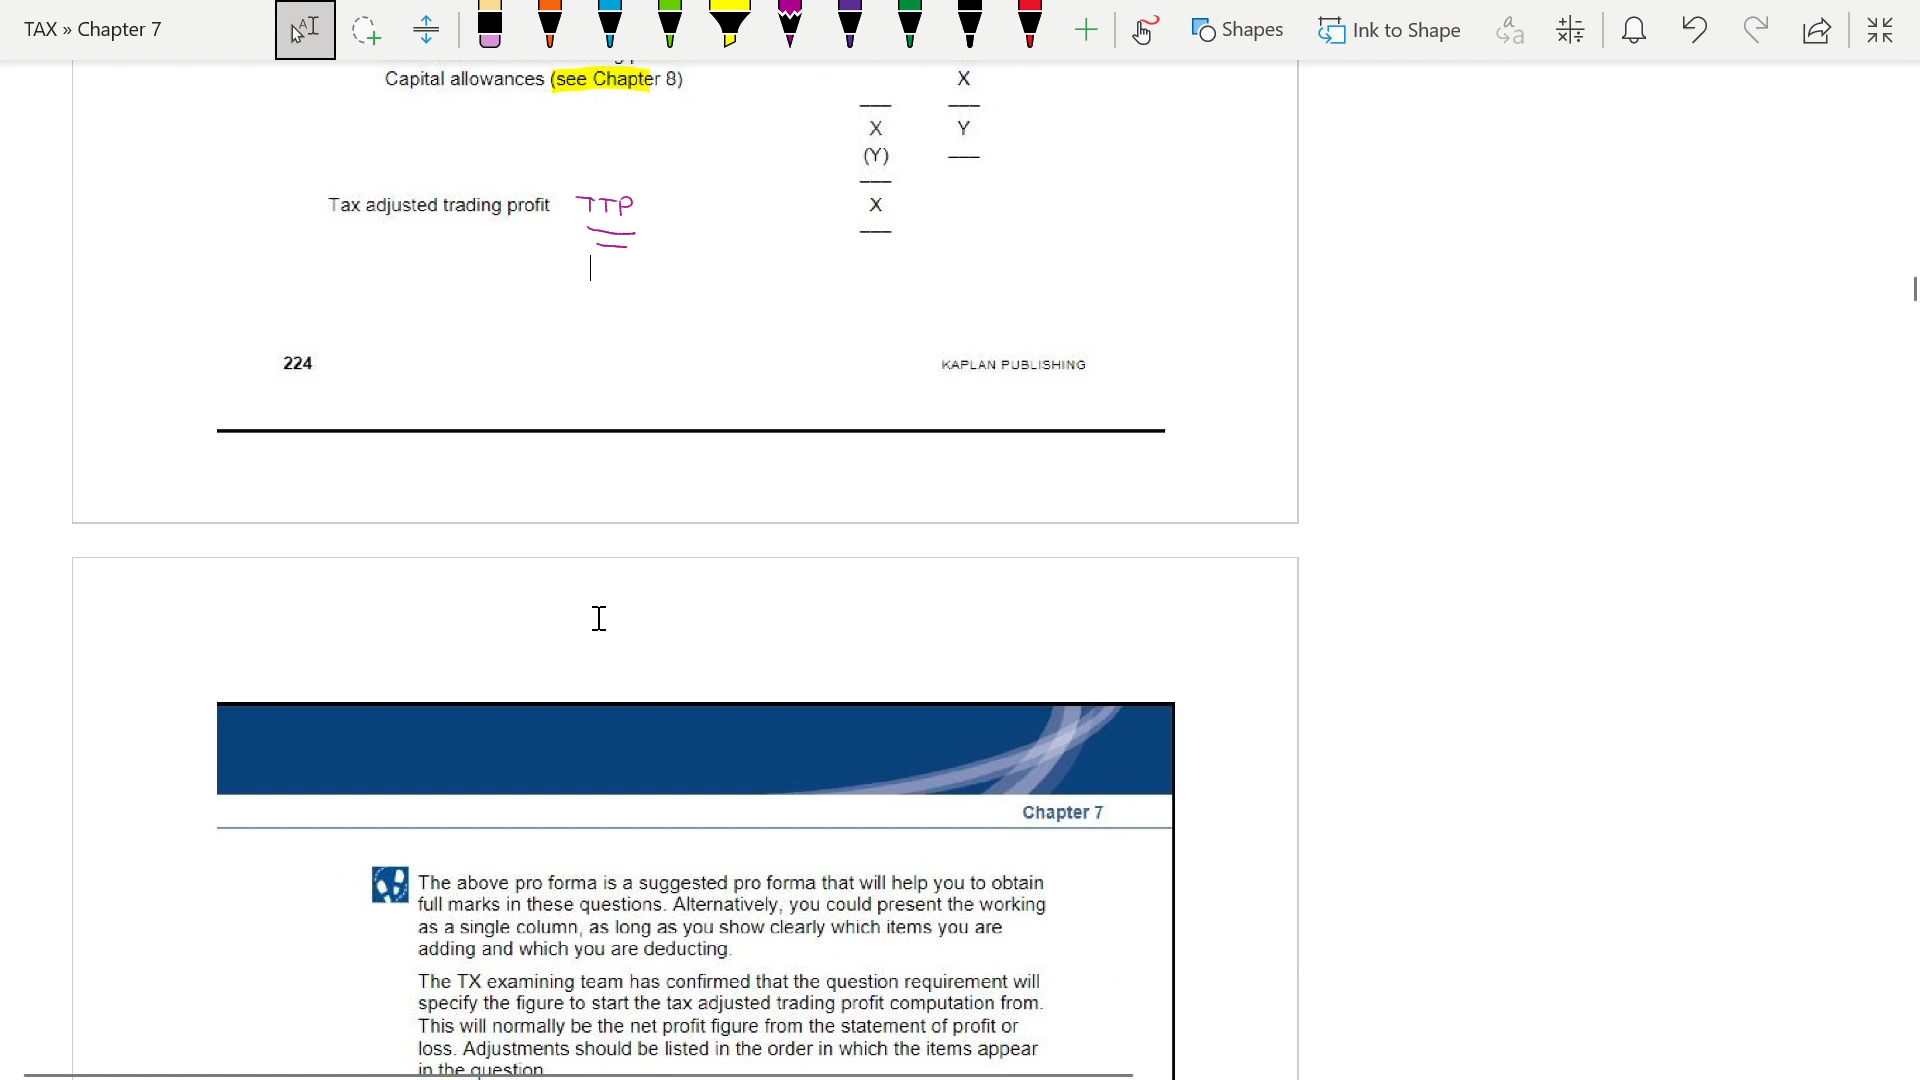 TAX » Chapter 7
Shapes
Ink to Shape
Capital allowances (see Chapter 8) X
X Y
(Y)
Tax adjusted trading profit TTP X
224 KAPLAN PUBLISHING
Chapter 7
The above pro forma is a suggested pro forma that will help you to obtain
full marks in these questions. Alternatively, you could present the working
as a single column, as long as you show clearly which items you are
adding and which you are deducting.
The TX examining team has confirmed that the question requirement will
specify the figure to start the tax adjusted trading profit computation from.
This will normally be the net profit figure from the statement of profit or
loss. Adjustments should be listed in the order in which the items appear
in the question.